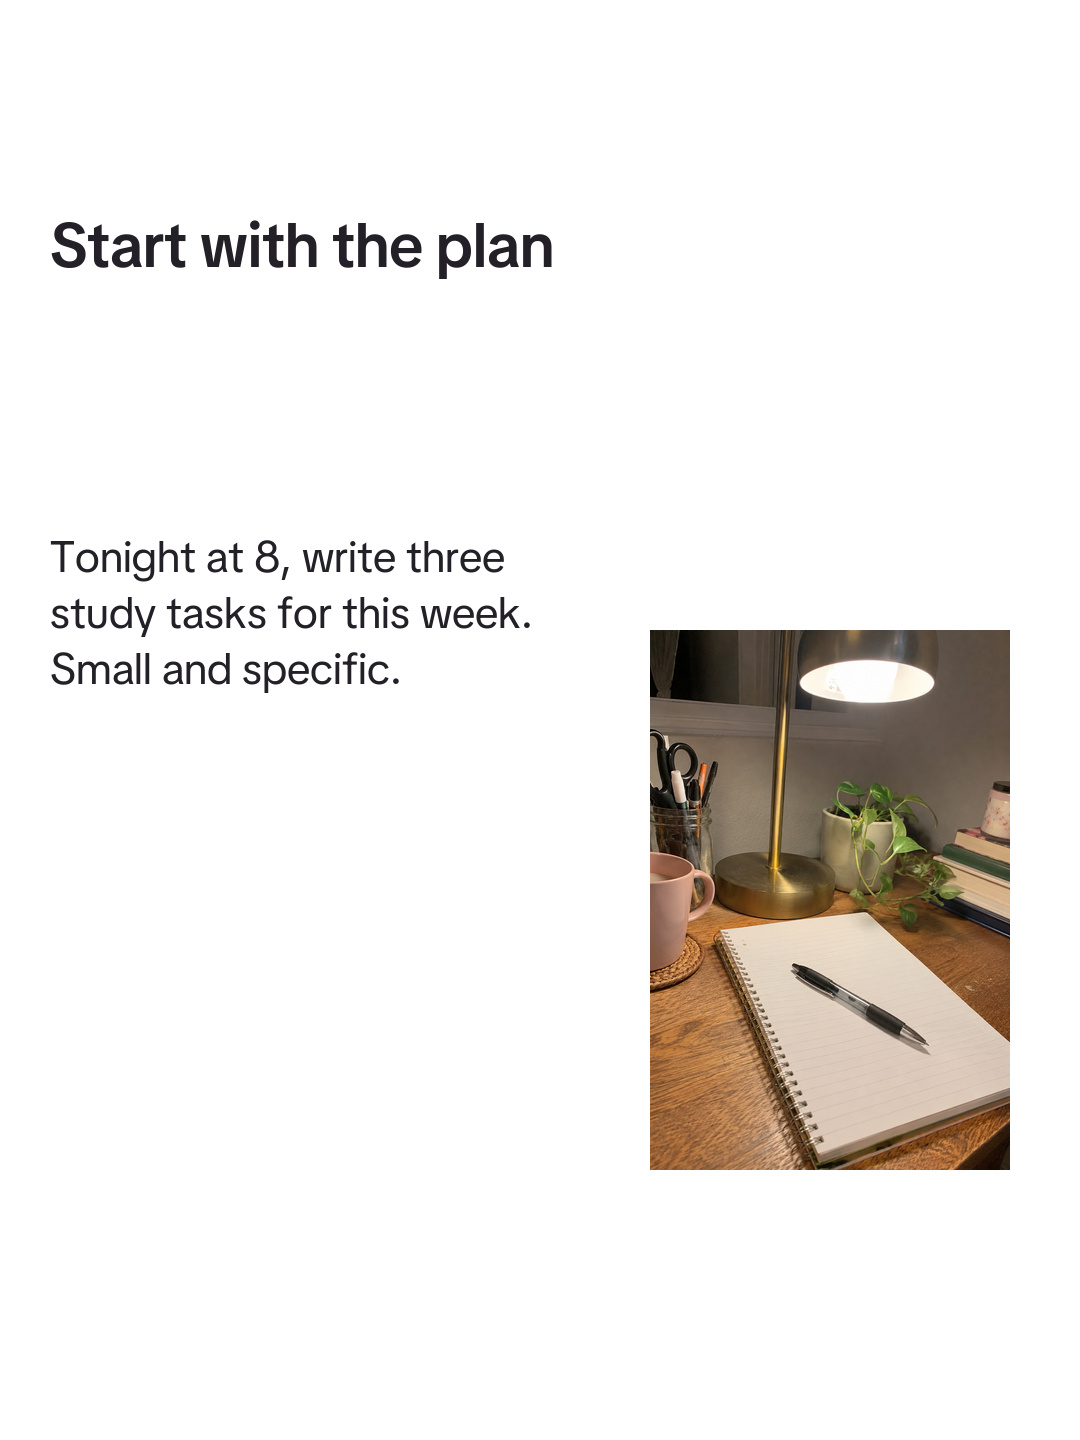 Start with the plan
Tonight at 8, write three
study tasks for this week.
Small and specific.